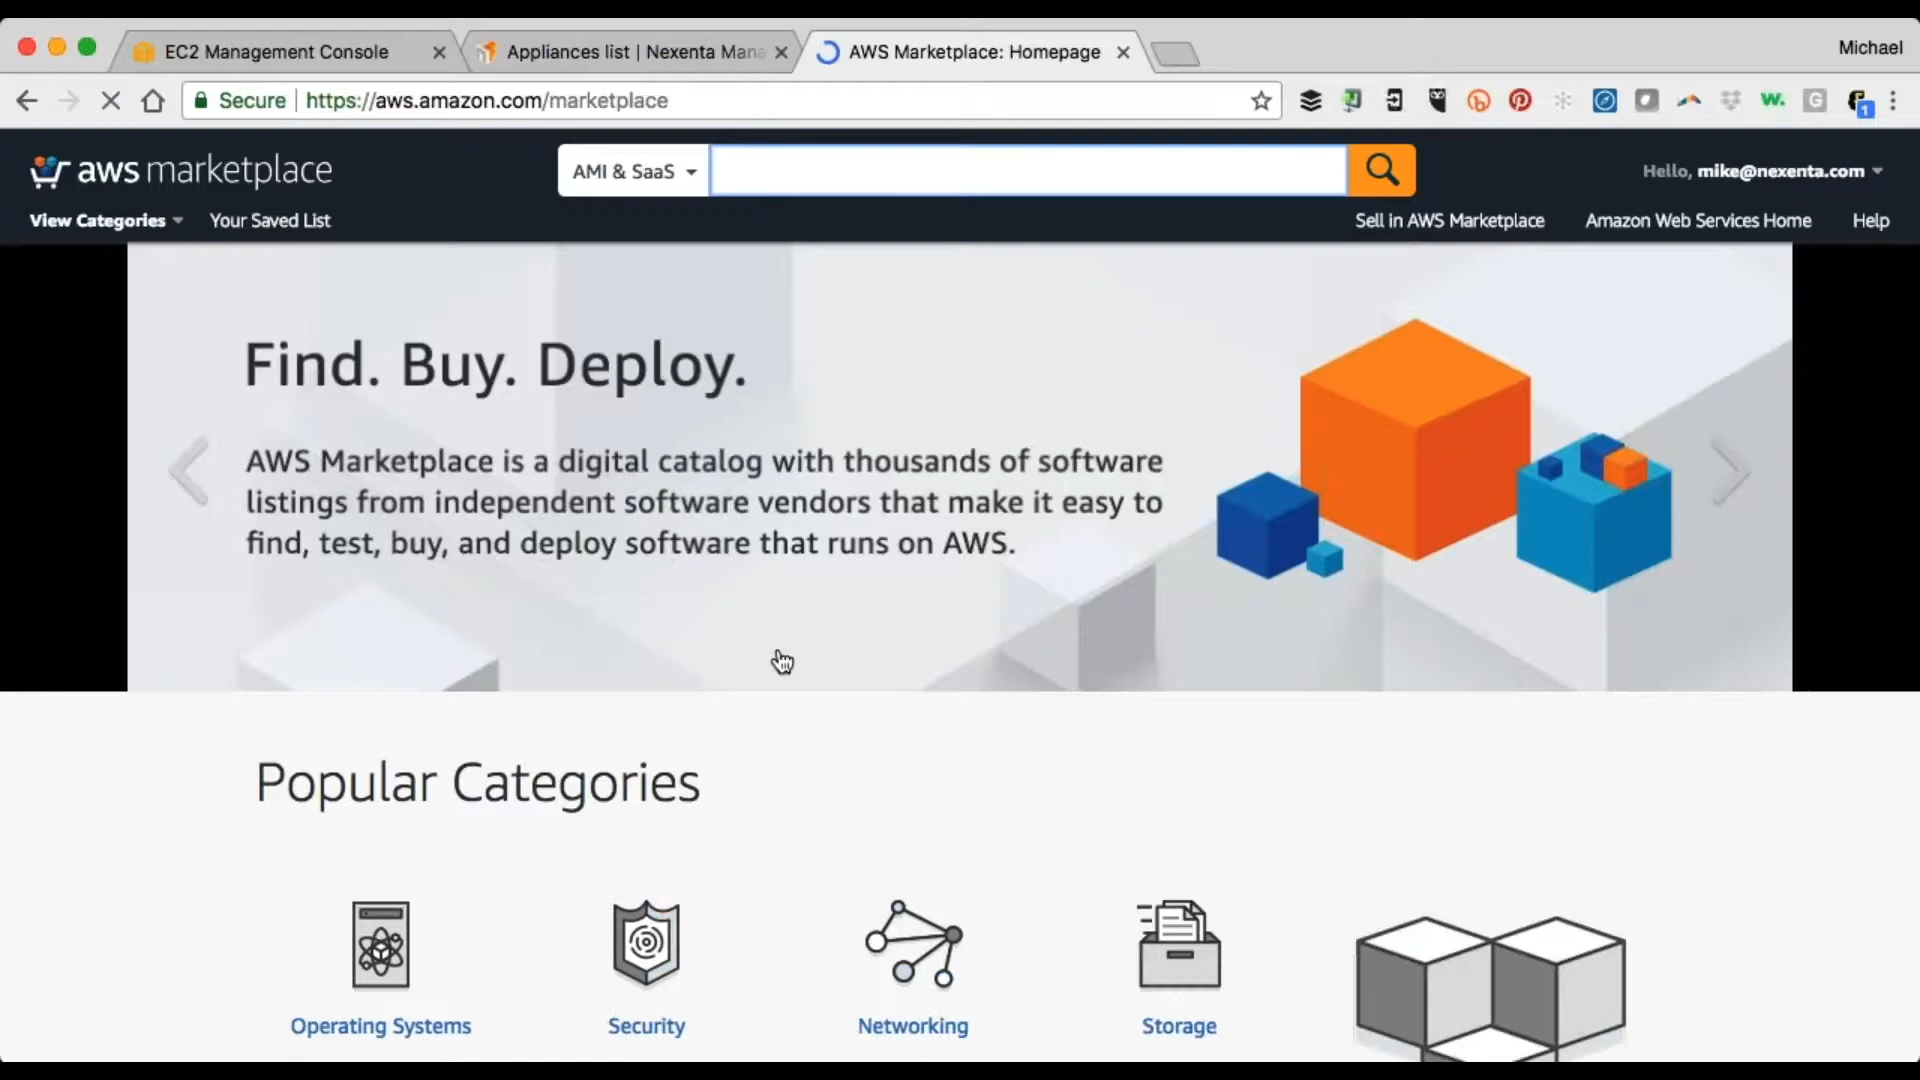 EC2 Management Console
Appliances list | Nexenta Mana
AWS Marketplace: Homepage
Michael
Secure
https://aws.amazon.com/marketplace
1
aws marketplace
AMI & SaaS
Hello, mike@nexenta.com
View Categories
Your Saved List
Sell in AWS Marketplace
Amazon Web Services Home
Help
Find. Buy. Deploy.
AWS Marketplace is a digital catalog with thousands of software
listings from independent software vendors that make it easy to
find, test, buy, and deploy software that runs on AWS.
Popular Categories
Operating Systems
Security
Networking
Storage